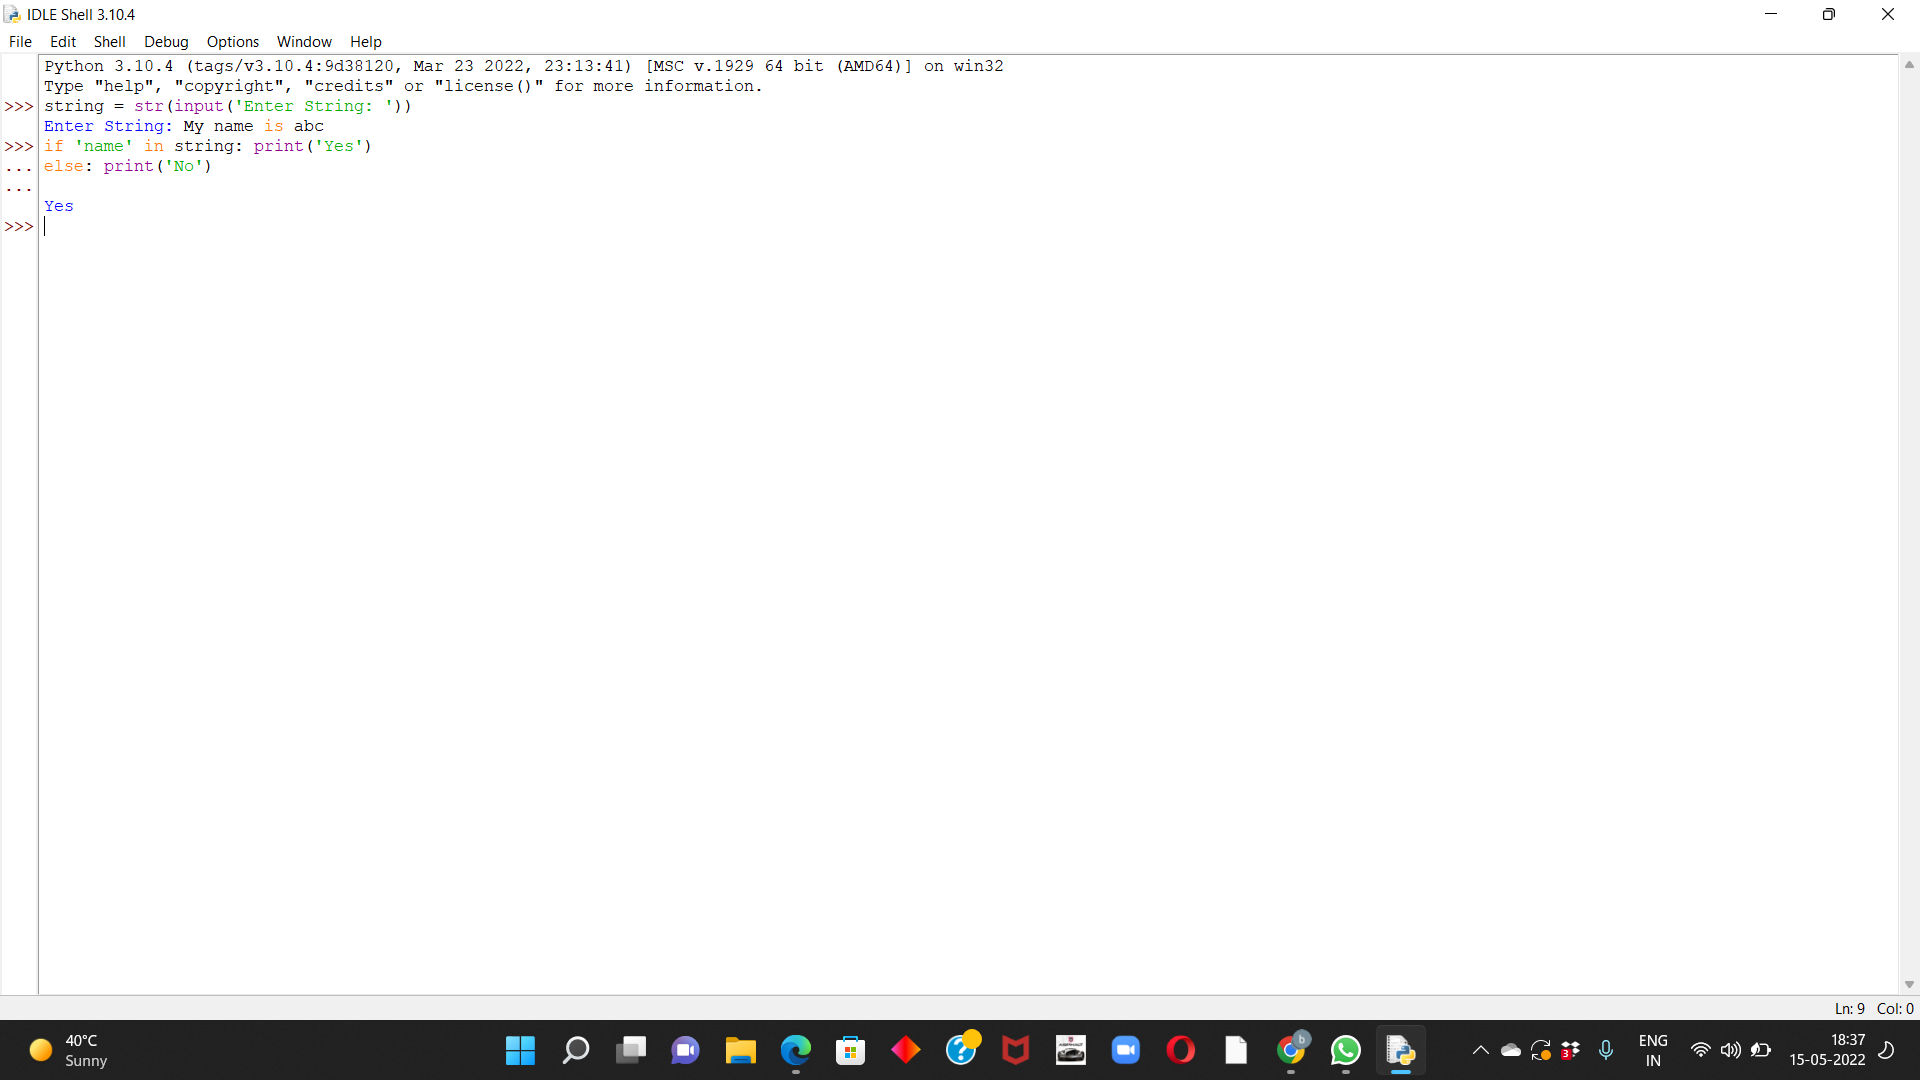 IDLE Shell 3.10.4
File Edit Shell Debug Options Window Help
Python 3.10.4 (tags/v3.10.4:9d38120, Mar 23 2022, 23:13:41) [MSC v.1929 64 bit (AMD64)] on win32
Type "help", "copyright", "credits" or "license()" for more information.
>>> string = str(input('Enter String: '))
Enter String: My name is abc
>>> if 'name' in string: print('Yes')
... else: print('No')
...
Yes
>>>
Ln: 9 Col: 0
40°C
Sunny
ASPHALT
b
3
ENG
IN
18:37
15-05-2022